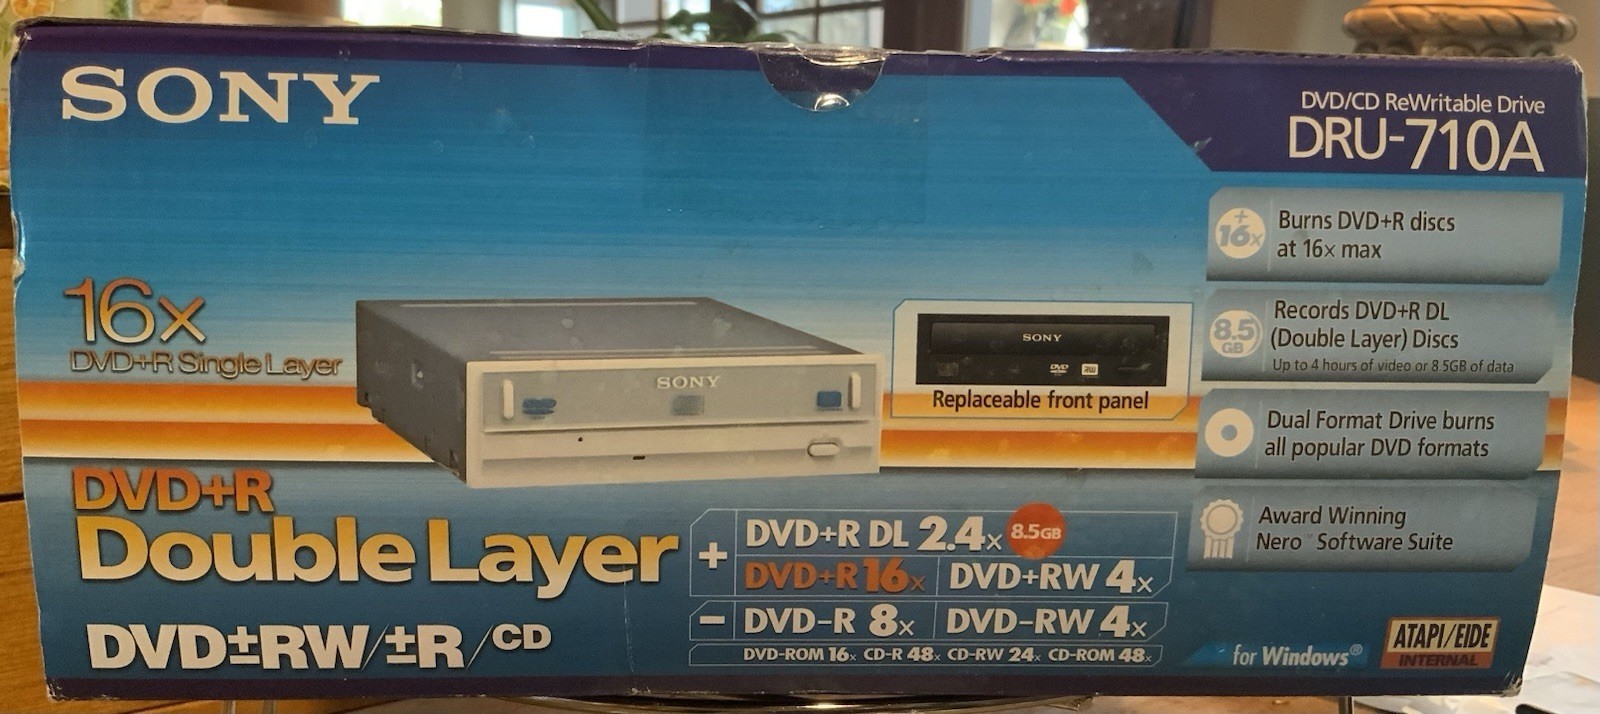 SONY
DVD/CD ReWritable Drive
DRU-710A
+
16x
Burns DVD+R discs
at 16x max
8.5
GB
Records DVD+R DL
(Double Layer) Discs
Up to 4 hours of video or 8.5GB of data
Dual Format Drive burns
all popular DVD formats
Award Winning
Nero™ Software Suite
16x
DVD+R Single Layer
SONY
SONY
DVD
RW
Replaceable front panel
DVD+R
Double Layer
DVD±RW/±R/CD
+ DVD+R DL 2.4x 8.5GB
DVD+R 16x DVD+RW 4x
- DVD-R 8x DVD-RW 4x
DVD-ROM 16x CD-R 48x CD-RW 24x CD-ROM 48x
for Windows®
ATAPI/EIDE
INTERNAL